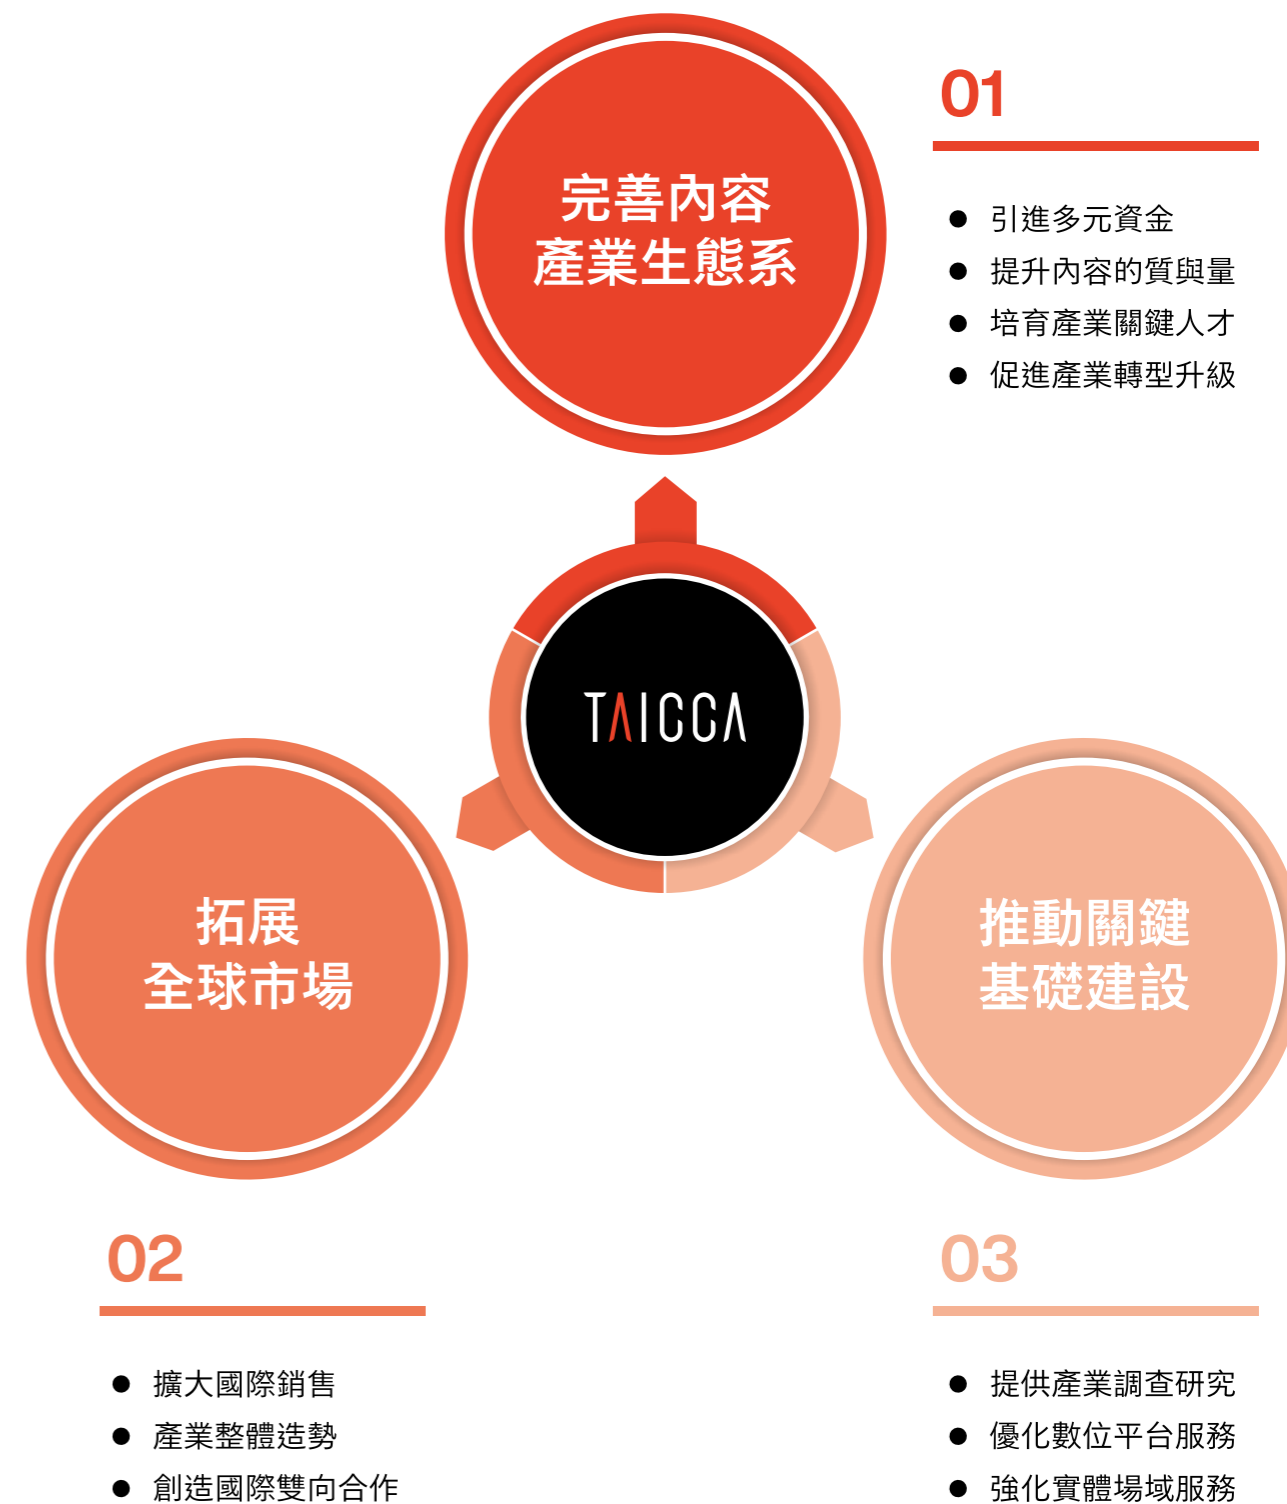 完善內容
產業生態系
01
引進多元資金
提升內容的質與量
培育產業關鍵人才
促進產業轉型升級
TAICCA
拓展
全球市場
推動關鍵
基礎建設
02
擴大國際銷售
產業整體造勢
創造國際雙向合作
03
提供產業調查研究
優化數位平台服務
強化實體場域服務